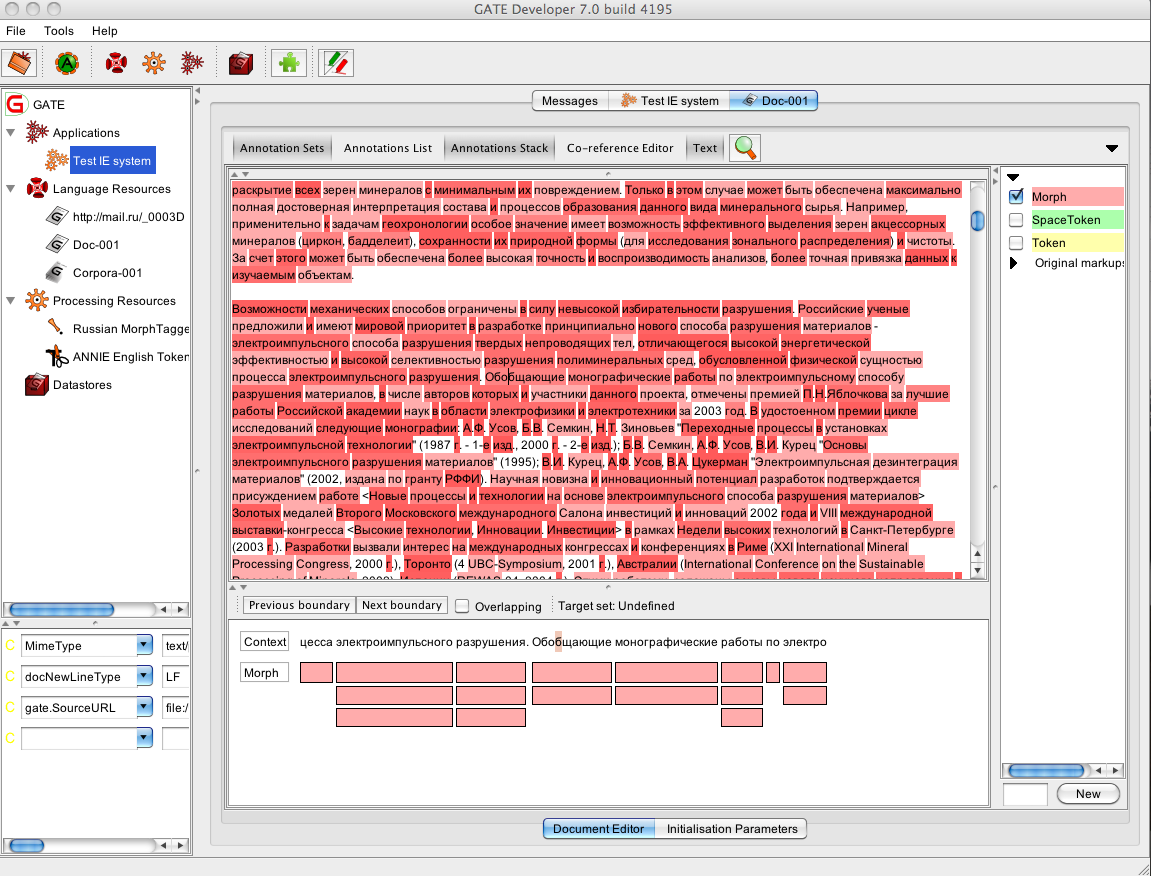 GATE Developer 7.0 build 4195
File Tools Help
Messages Test IE system Doc-001
GATE
Applications
Test IE system
Language Resources
http://mail.ru/_0003D
Doc-001
Corpora-001
Processing Resources
Russian MorphTagge
ANNIE English Token
Datastores
Annotation Sets Annotations List Annotations Stack Co-reference Editor Text
раскрытие всех зерен минералов с минимальным их повреждением. Только в этом случае может быть обеспечена максимально
полная достоверная интерпретация состава и процессов образования данного вида минерального сырья. Например,
применительно к задачам геохронологии особое значение имеет возможность эффективного выделения зерен акцессорных
минералов (циркон, бадделеит), сохранности их природной формы (для исследования зонального распределения) и чистоты.
За счет этого может быть обеспечена более высокая точность и воспроизводимость анализов, более точная привязка данных к
изучаемым объектам.
Возможности механических способов ограничены в силу невысокой избирательности разрушения. Российские ученые
предложили и имеют мировой приоритет в разработке принципиально нового способа разрушения материалов -
электроимпульсного способа разрушения твердых непроводящих тел, отличающегося высокой энергетической
эффективностью и высокой селективностью разрушения полиминеральных сред, обусловленной физической сущностью
процесса электроимпульсного разрушения. Обобщающие монографические работы по электроимпульсному способу
разрушения материалов, в числе авторов которых и участники данного проекта, отмечены премией П.Н.Яблочкова за лучшие
работы Российской академии наук в области электрофизики и электротехники за 2003 год. В удостоенном премии цикле
исследований следующие монографии: А.Ф. Усов, Б.В. Семкин, Н.Т. Зиновьев "Переходные процессы в установках
электроимпульсной технологии" (1987 г. - 1-е изд., 2000 г. - 2-е изд.); Б.В. Семкин, А.Ф. Усов, В.И. Курец "Основы
электроимпульсного разрушения материалов" (1995); В.И. Курец, А.Ф. Усов, В.А. Цукерман "Электроимпульсная дезинтеграция
материалов" (2002, издана по гранту РФФИ). Научная новизна и инновационный потенциал разработок подтверждается
присуждением работе <Новые процессы и технологии на основе электроимпульсного способа разрушения материалов>
Золотых медалей Второго Московского международного Салона инвестиций и инноваций 2002 года и VIII международной
выставки-конгресса <Высокие технологии, Инновации. Инвестиции> в рамках Недели высоких технологий в Санкт-Петербурге
(2003 г.). Разработки вызвали интерес на международных конгрессах и конференциях в Риме (XXI International Mineral
Processing Congress, 2000 г.), Торонто (4 UBC-Symposium, 2001 г.), Австралии (International Conference on the Sustainable
Morph
SpaceToken
Token
Original markups
Previous boundary Next boundary Overlapping Target set: Undefined
Context цесса электроимпульсного разрушения. Обобщающие монографические работы по электро
Morph
MimeType text/
docNewLineType LF
gate.SourceURL file:/
C
C
C
C
New
Document Editor Initialisation Parameters